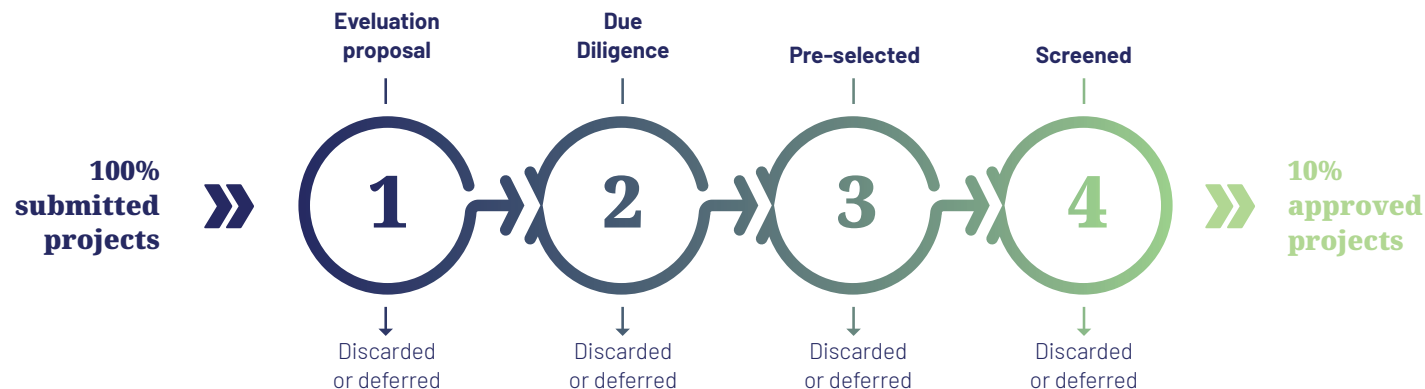 Eveluation
proposal
Due
Diligence
Pre-selected
Screened
100%
submitted
projects
1
2
3
4
10%
approved
projects
Discarded
or deferred
Discarded
or deferred
Discarded
or deferred
Discarded
or deferred